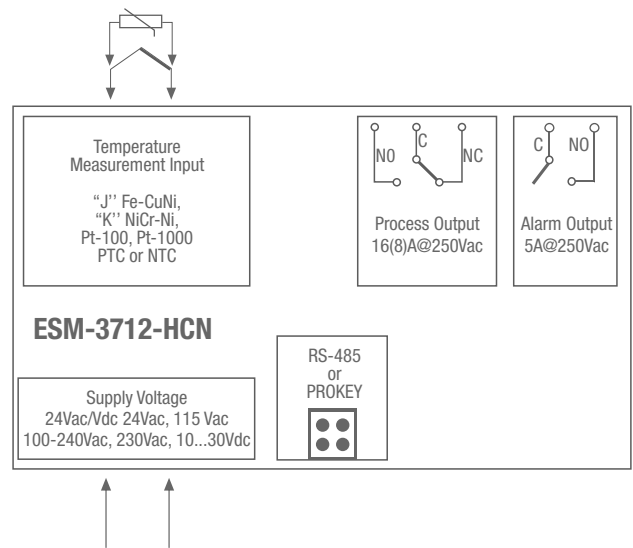 Temperature
Measurement Input
“J’’ Fe-CuNi,
“K’’ NiCr-Ni,
Pt-100, Pt-1000
PTC or NTC
NO
C
NC
Process Output
16(8)A@250Vac
C
NO
Alarm Output
5A@250Vac
ESM-3712-HCN
RS-485
or
PROKEY
Supply Voltage
24Vac/Vdc 24Vac, 115 Vac
100-240Vac, 230Vac, 10...30Vdc